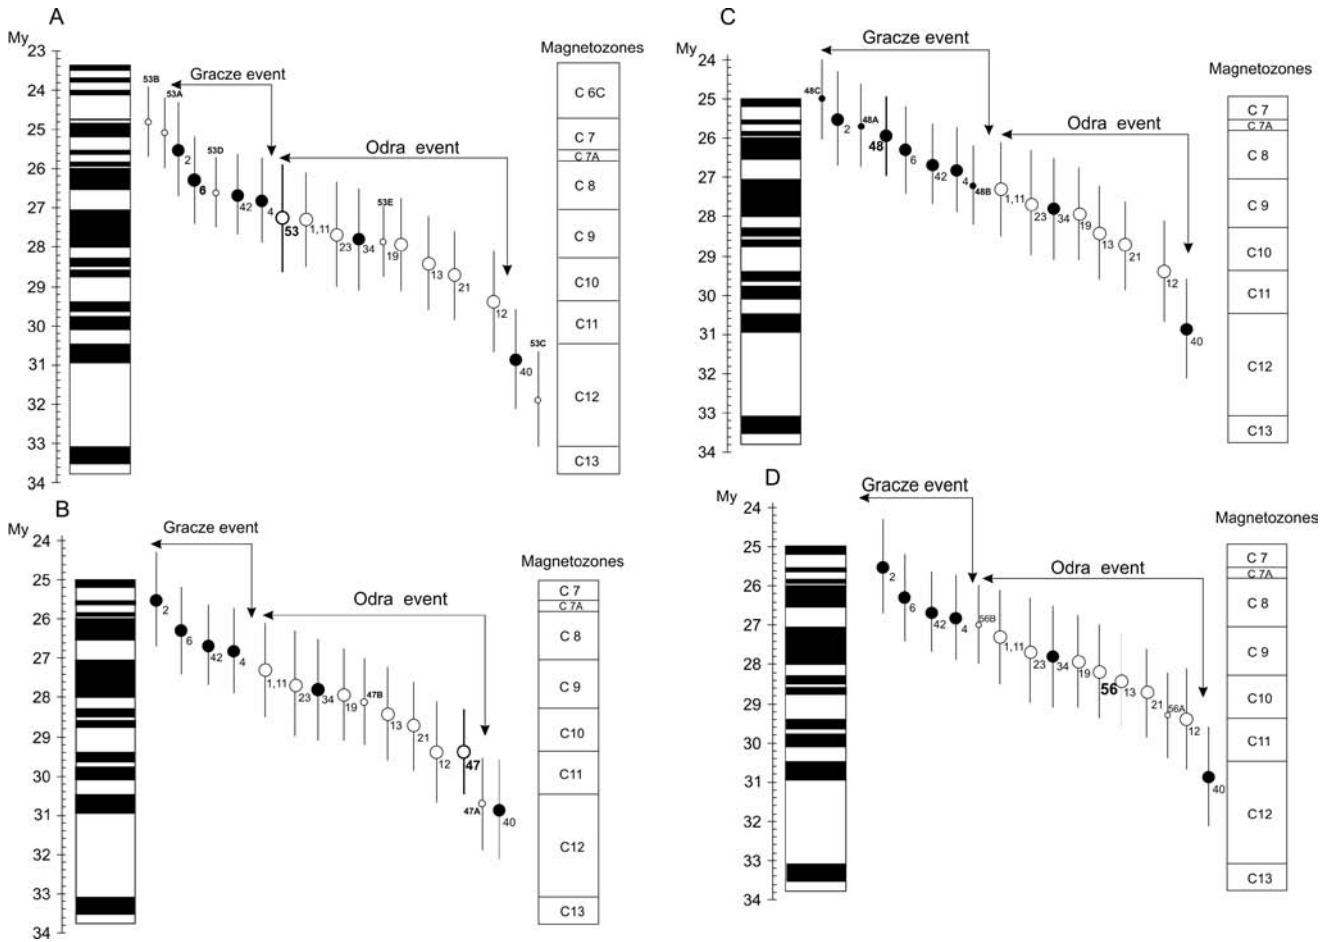 A
My
23
24
25
26
27
28
29
30
31
32
33
34
Gracze event
Odra event
53B
53A
2
6
53D
42
4
53
1,11
23
34
53E
19
13
21
12
40
53C
Magnetozones
C 6C
C 7
C 7A
C 8
C 9
C10
C11
C12
C13
B
My
24
25
26
27
28
29
30
31
32
33
34
Gracze event
Odra event
2
6
42
4
1,11
23
34
19
47B
13
21
12
47
47A
40
Magnetozones
C 7
C 7A
C 8
C 9
C10
C11
C12
C13
C
My
24
25
26
27
28
29
30
31
32
33
34
Gracze event
Odra event
48C
2
48A
48
6
42
4
48B
1,11
23
34
19
13
21
12
40
Magnetozones
C 7
C 7A
C 8
C 9
C10
C11
C12
C13
D
My
24
25
26
27
28
29
30
31
32
33
34
Gracze event
Odra event
2
6
42
4
56B
1,11
23
34
19
56
13
21
56A
12
40
Magnetozones
C 7
C 7A
C 8
C 9
C10
C11
C12
C13